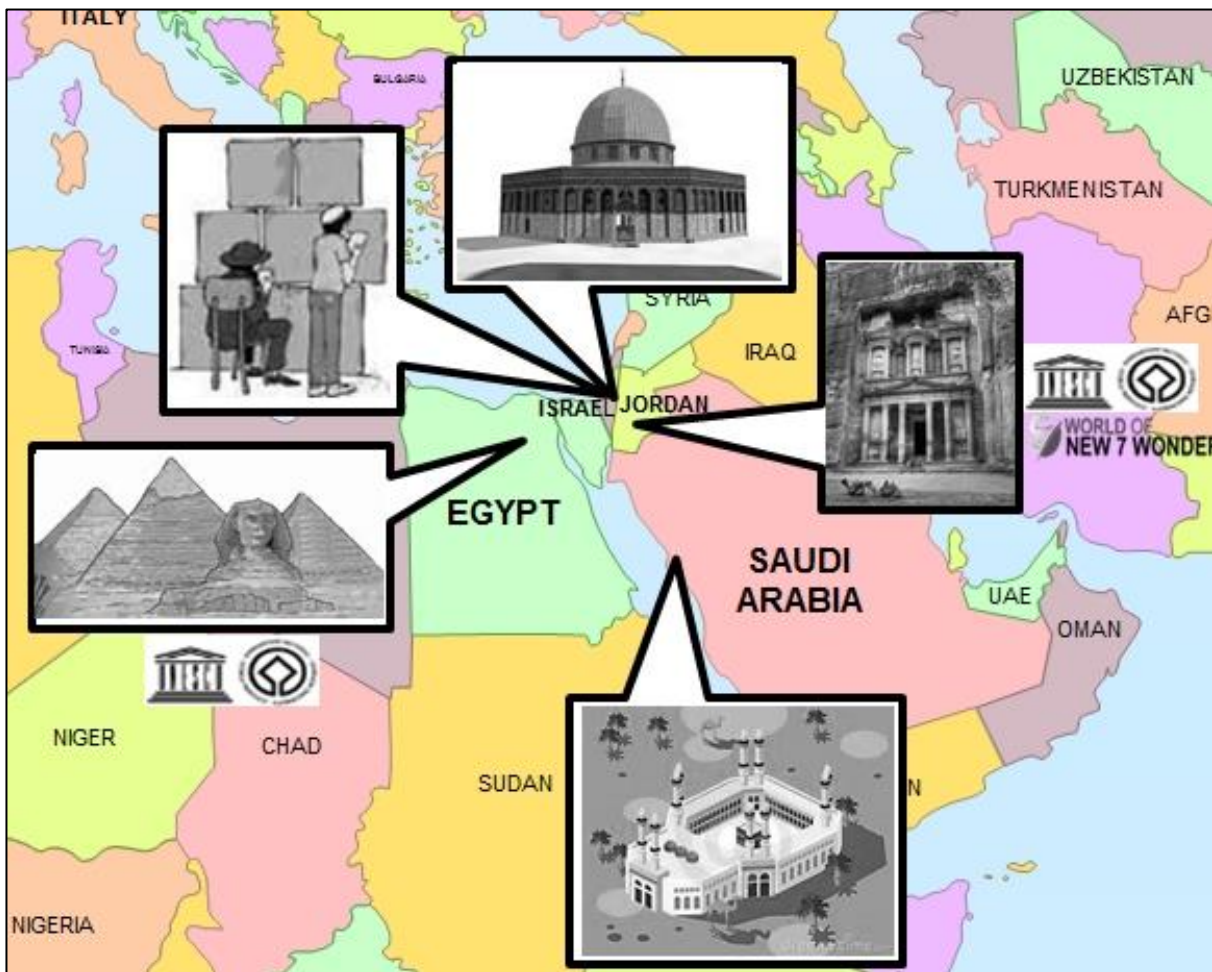 ITALY
BULGARIA
UZBEKISTAN
TURKMENISTAN
SYRIA
AFG
TUNISIA
IRAQ
ISRAEL
JORDAN
WORLD OF
NEW 7 WONDER
EGYPT
SAUDI
ARABIA
UAE
OMAN
NIGER
CHAD
SUDAN
N
NIGERIA